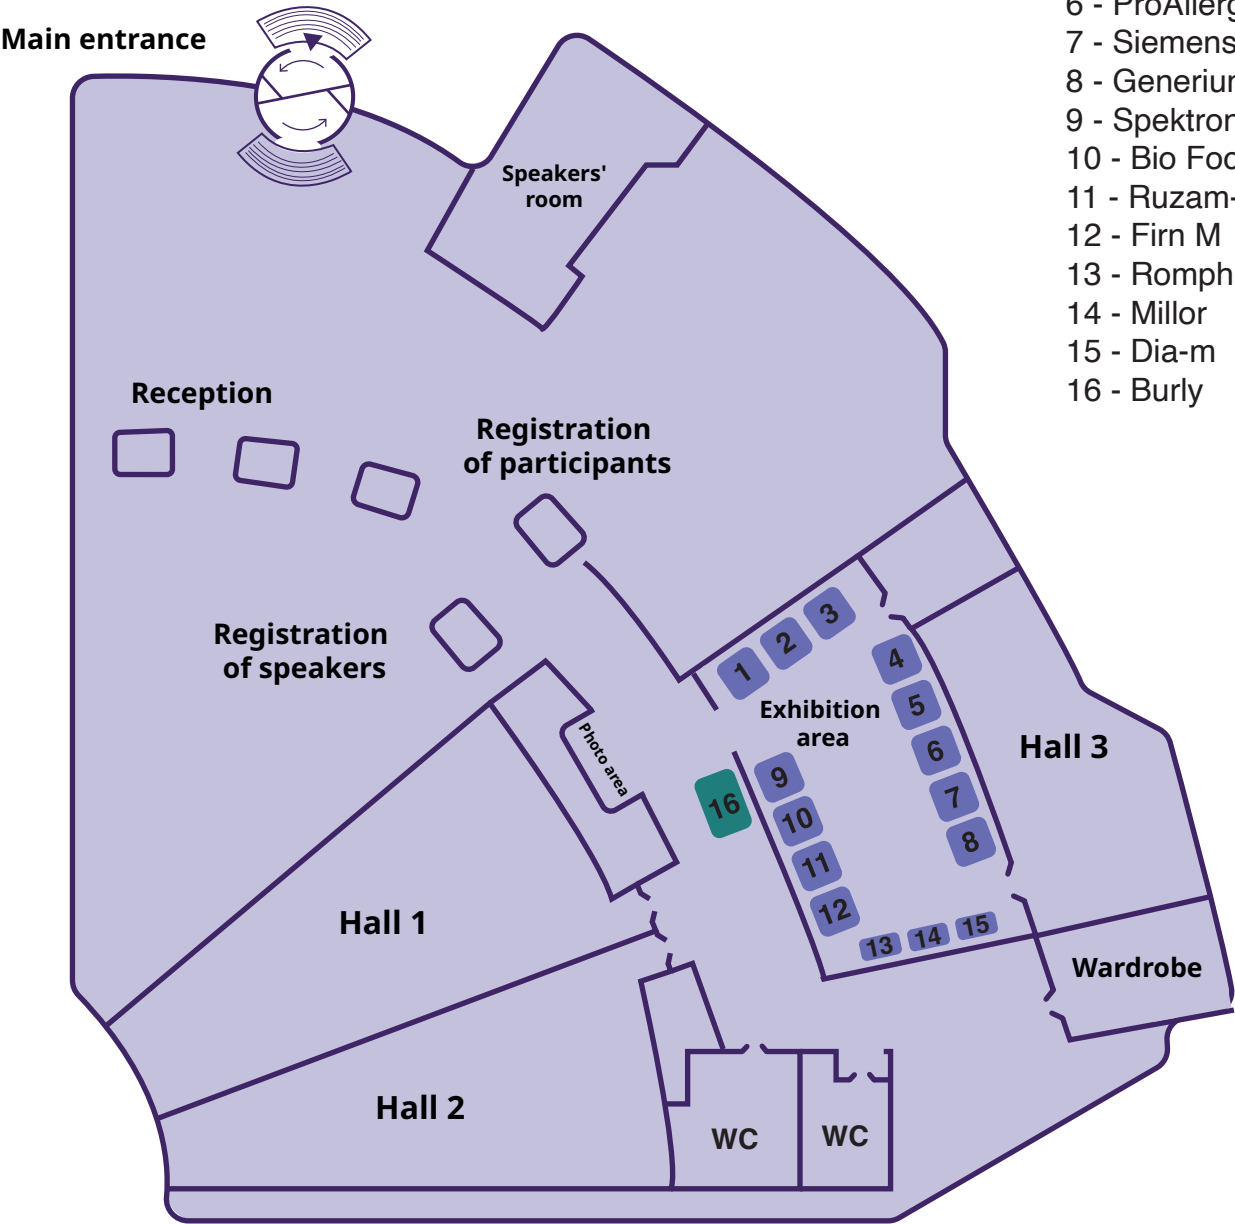 Main entrance
6 - ProAllerg
7 - Siemens
8 - Generium
9 - Spektron
10 - Bio Foo
11 - Ruzam-
12 - Firn M
13 - Romph
14 - Millor
15 - Dia-m
16 - Burly
Speakers'
room
Reception
Registration
of participants
Registration
of speakers
Photo area
1
2
3
4
5
6
7
8
Exhibition
area
9
10
11
12
13
14
15
16
Hall 3
Hall 1
Wardrobe
Hall 2
WC
WC